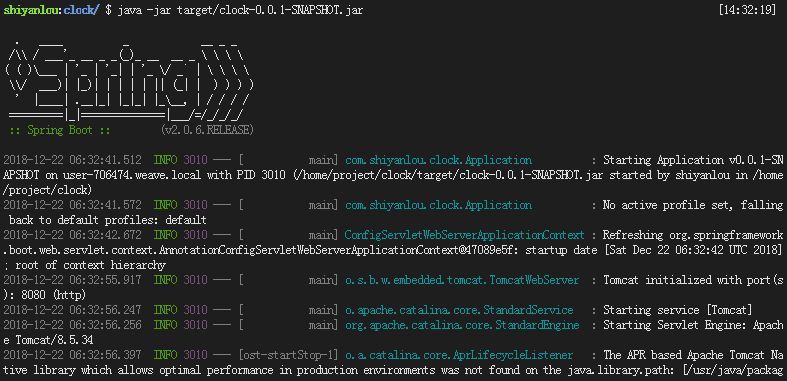 shiyanlou:clock/ $ java -jar target/clock-0.0.1-SNAPSHOT.jar [14:32:19]
:: Spring Boot :: (v2.0.6.RELEASE)
2018-12-22 06:32:41.512 INFO 3010 --- [ main] com.shiyanlou.clock.Application : Starting Application v0.0.1-SN
APSHOT on user-706474.weave.local with PID 3010 (/home/project/clock/target/clock-0.0.1-SNAPSHOT.jar started by shiyanlou in /home
/project/clock)
2018-12-22 06:32:41.572 INFO 3010 --- [ main] com.shiyanlou.clock.Application : No active profile set, falling
back to default profiles: default
2018-12-22 06:32:42.672 INFO 3010 --- [ main] ConfigServletWebServerApplicationContext : Refreshing org.springframework
.boot.web.servlet.context.AnnotationConfigServletWebServerApplicationContext@47089e5f: startup date [Sat Dec 22 06:32:42 UTC 2018]
; root of context hierarchy
2018-12-22 06:32:55.917 INFO 3010 --- [ main] o.s.b.w.embedded.tomcat.TomcatWebServer : Tomcat initialized with port(s
): 8080 (http)
2018-12-22 06:32:56.247 INFO 3010 --- [ main] o.apache.catalina.core.StandardService : Starting service [Tomcat]
2018-12-22 06:32:56.256 INFO 3010 --- [ main] org.apache.catalina.core.StandardEngine : Starting Servlet Engine: Apach
e Tomcat/8.5.34
2018-12-22 06:32:56.397 INFO 3010 --- [ost-startStop-1] o.a.catalina.core.AprLifecycleListener : The APR based Apache Tomcat Na
tive library which allows optimal performance in production environments was not found on the java.library.path: [/usr/java/packag